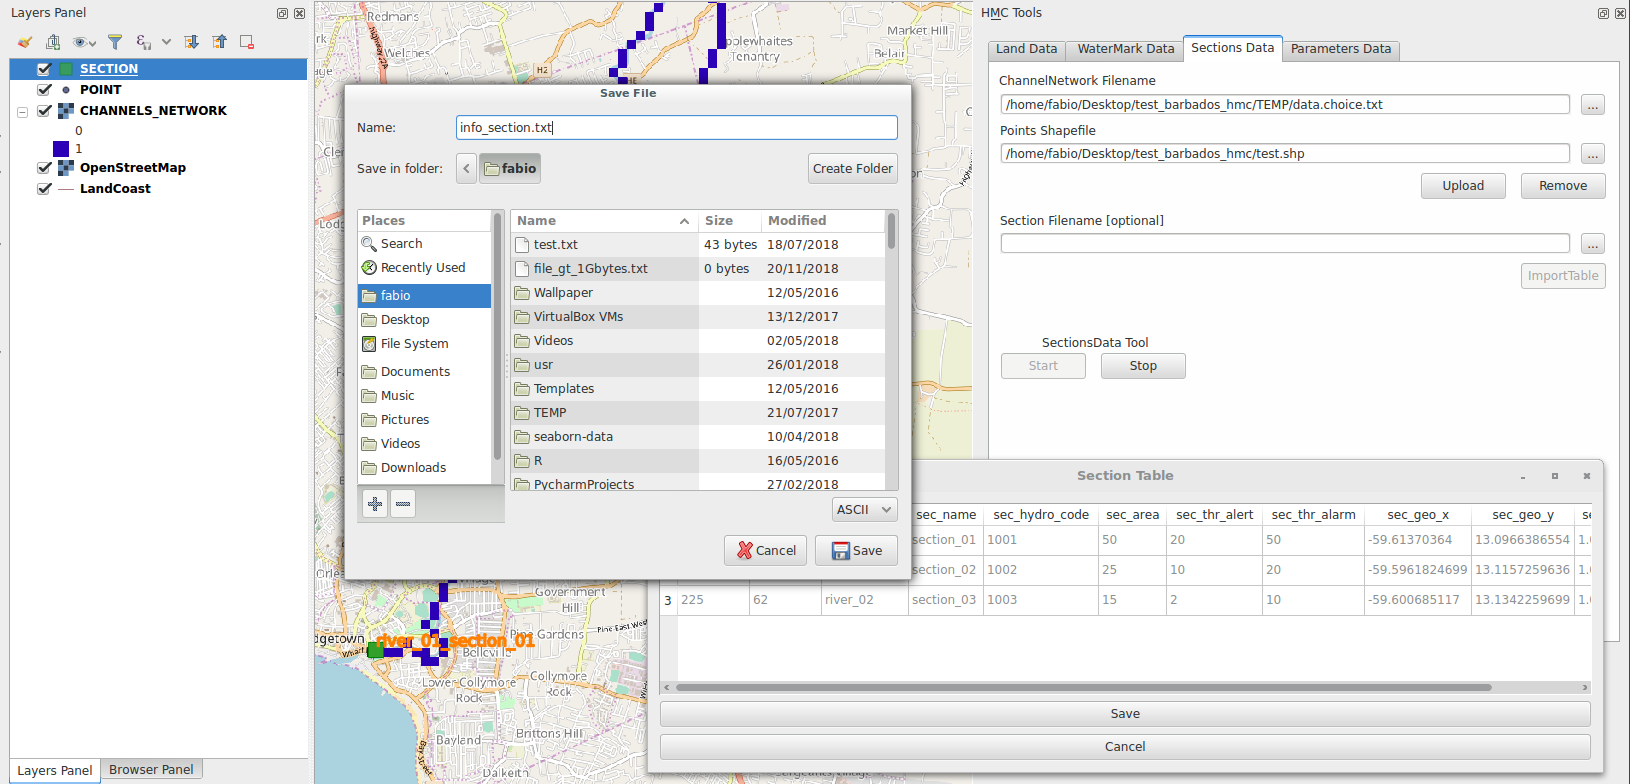 Layers Panel
SECTION
POINT
CHANNELS_NETWORK
0
1
OpenStreetMap
LandCoast
Layers Panel
Browser Panel
Redmans
Welches
H2
Applewhaites
Tenantry
Market Hill
Belair
Save File
Name:
info_section.txt
Save in folder:
fabio
Create Folder
Places
Search
Recently Used
fabio
Desktop
File System
Documents
Music
Pictures
Videos
Downloads
Name Size Modified
test.txt 43 bytes 18/07/2018
file_gt_1Gbytes.txt 0 bytes 20/11/2018
Wallpaper 12/05/2016
VirtualBox VMs 13/12/2017
Videos 02/05/2018
usr 26/01/2018
Templates 12/05/2016
TEMP 21/07/2017
seaborn-data 10/04/2018
R 16/05/2016
PycharmProjects 27/02/2018
ASCII
Cancel
Save
Government
Hill
Pine Gardens
Pine East West
dgetown
river_01_section_01
Belleville
Lower Collymore
Rock
Collymore
Rock
Bayland
Buttons Hill
Bay Street
Dalkeith
HMC Tools
Land Data
WaterMark Data
Sections Data
Parameters Data
ChannelNetwork Filename
/home/fabio/Desktop/test_barbados_hmc/TEMP/data.choice.txt
...
Points Shapefile
/home/fabio/Desktop/test_barbados_hmc/test.shp
...
Upload
Remove
Section Filename [optional]
...
ImportTable
SectionsData Tool
Start
Stop
Section Table
sec_name sec_hydro_code sec_area sec_thr_alert sec_thr_alarm sec_geo_x sec_geo_y
section_01 1001 50 20 50 -59.61370364 13.0966386554 1.
section_02 1002 25 10 20 -59.5961824699 13.1157259636 1.
3 225 62 river_02 section_03 1003 15 2 10 -59.600685117 13.1342259699 1.
Save
Cancel